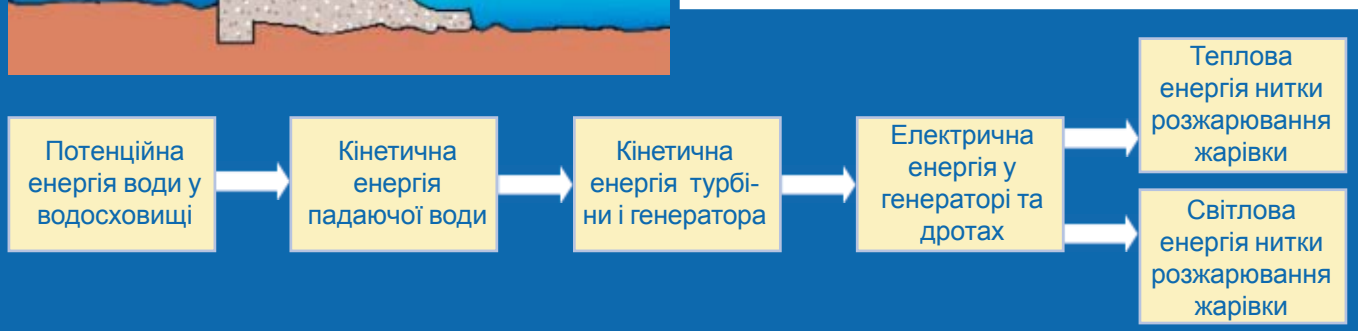 Потенційна
енергія води у
водосховищі
Кінетична
енергія
падаючої води
Кінетична
енергія турбі-
ни і генератора
Електрична
енергія у
генераторі та
дротах
Теплова
енергія нитки
розжарювання
жарівки
Світлова
енергія нитки
розжарювання
жарівки